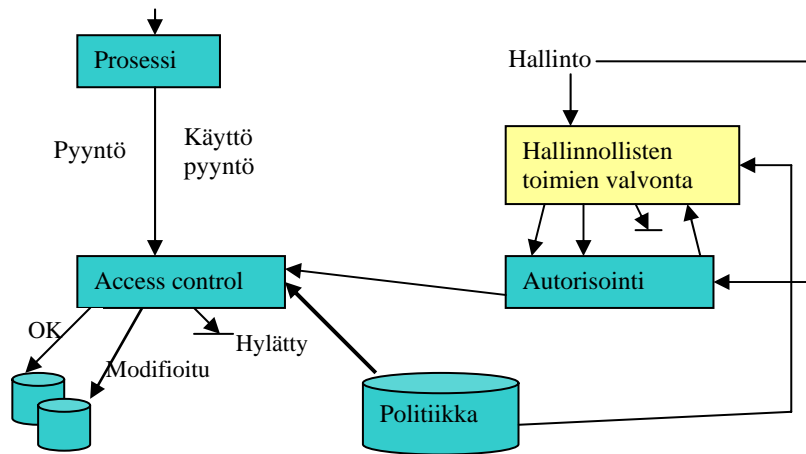 Prosessi
Hallinto
Pyyntö
Käyttö
pyyntö
Hallinnollisten
toimien valvonta
Access control
Autorisointi
OK
Hylätty
Modifioitu
Politiikka